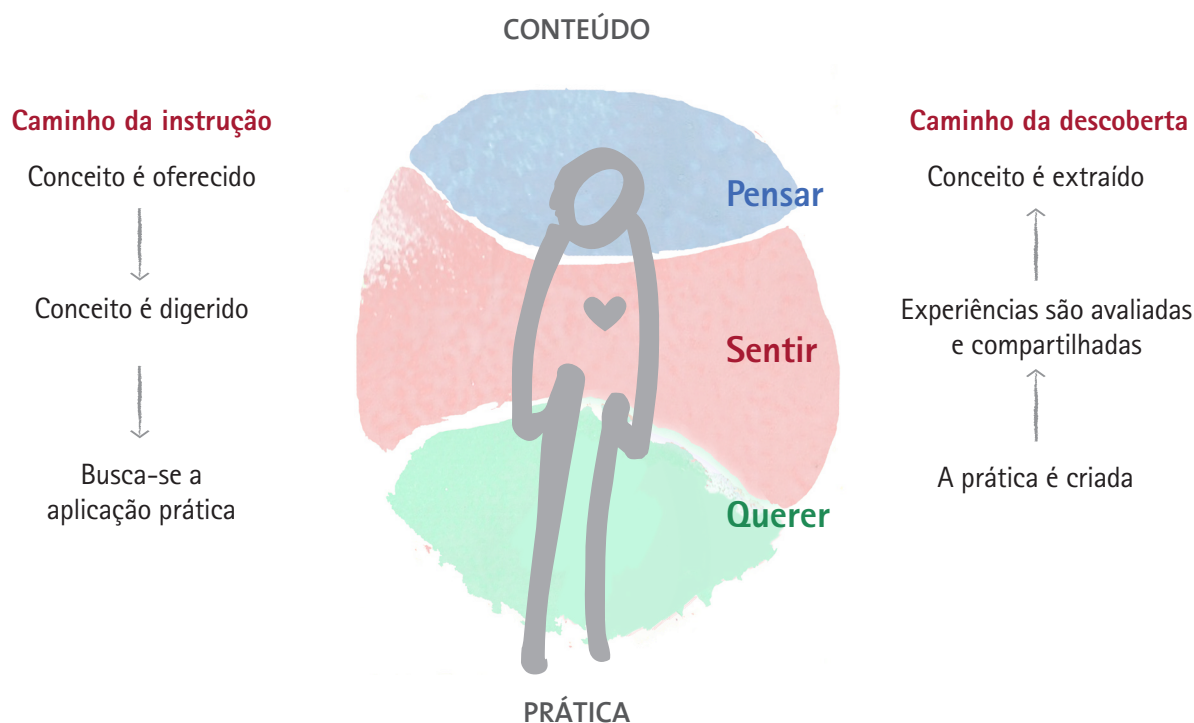 CONTEÚDO
Caminho da instrução
Conceito é oferecido
Conceito é digerido
Busca-se a
aplicação prática
Pensar
Sentir
Querer
Caminho da descoberta
Conceito é extraído
Experiências são avaliadas
e compartilhadas
A prática é criada
PRÁTICA